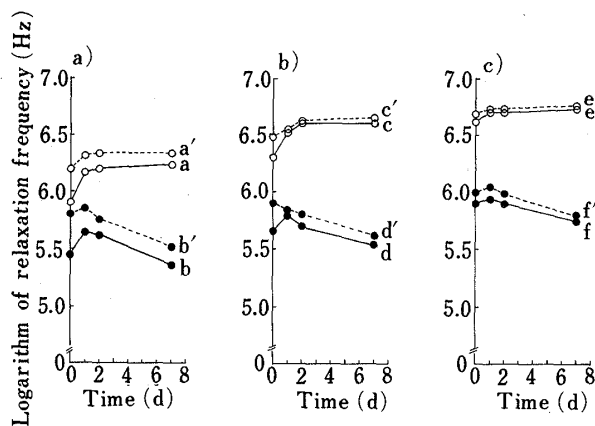 Logarithm of relaxation frequency (Hz)
a)
7.0
6.5
6.0
5.5
5.0
0
a′
a
b′
b
0 2 4 6 8
Time (d)
b)
7.0
6.5
6.0
5.5
5.0
0
c′
c
d′
d
0 2 4 6 8
Time (d)
c)
7.0
6.5
6.0
5.5
5.0
0
e′
e
f′
f
0 2 4 6 8
Time (d)